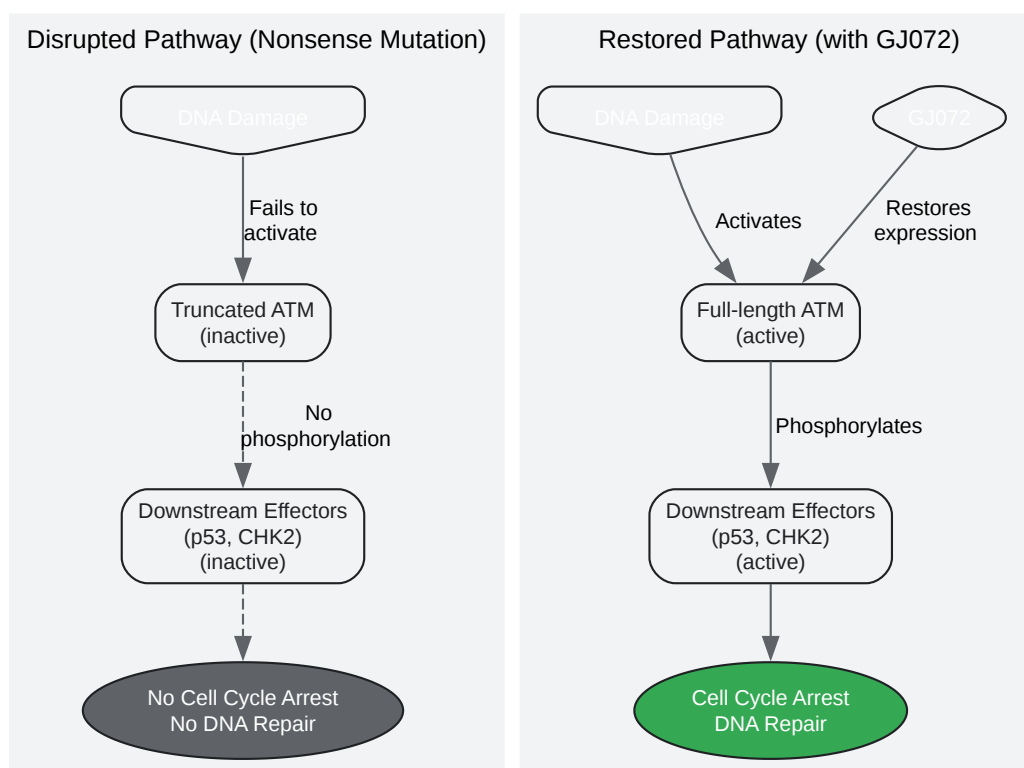 Disrupted Pathway (Nonsense Mutation)
DNA Damage
Fails to
activate
Truncated ATM
(inactive)
No
phosphorylation
Downstream Effectors
(p53, CHK2)
(inactive)
No Cell Cycle Arrest
No DNA Repair
Restored Pathway (with GJ072)
DNA Damage
GJ072
Activates
Restores
expression
Full-length ATM
(active)
Phosphorylates
Downstream Effectors
(p53, CHK2)
(active)
Cell Cycle Arrest
DNA Repair